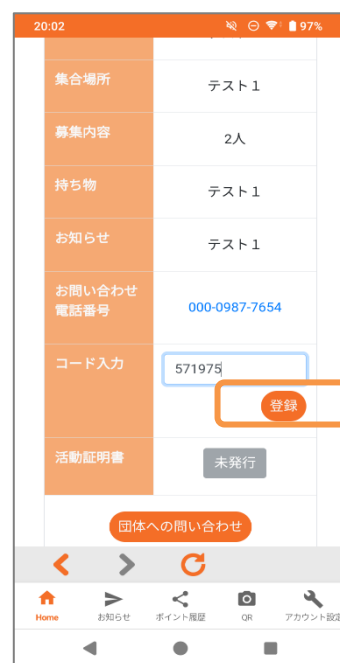 20:02 97%
集合場所 テスト１
募集内容 2人
持ち物 テスト１
お知らせ テスト１
お問い合わせ
電話番号 000-0987-7654
コード入力 571975
登録
活動証明書 未発行
団体への問い合わせ
Home お知らせ ポイント履歴 QR アカウント設定